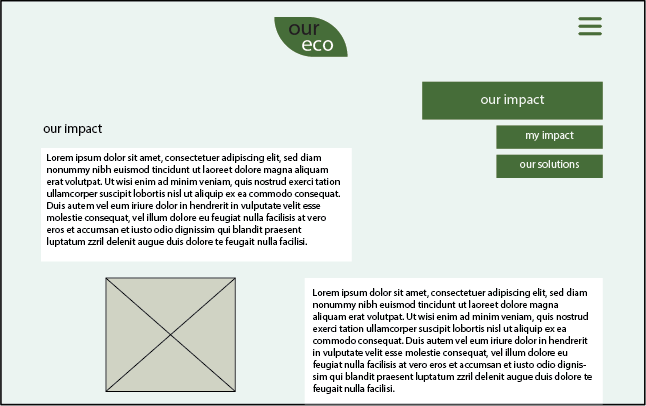 our
eco
our impact
my impact
our solutions
our impact
Lorem ipsum dolor sit amet, consectetuer adipiscing elit, sed diam
nonummy nibh euismod tincidunt ut laoreet dolore magna aliquam
erat volutpat. Ut wisi enim ad minim veniam, quis nostrud exerci tation
ullamcorper suscipit lobortis nisl ut aliquip ex ea commodo consequat.
Duis autem vel eum iriure dolor in hendrerit in vulputate velit esse
molestie consequat, vel illum dolore eu feugiat nulla facilisis at vero
eros et accumsan et iusto odio dignissim qui blandit praesent
luptatum zzril delenit augue duis dolore te feugait nulla facilisi.
Lorem ipsum dolor sit amet, consectetuer adipiscing elit, sed diam
nonummy nibh euismod tincidunt ut laoreet dolore magna
aliquam erat volutpat. Ut wisi enim ad minim veniam, quis nostrud
exerci tation ullamcorper suscipit lobortis nisl ut aliquip ex ea
commodo consequat. Duis autem vel eum iriure dolor in hendrerit
in vulputate velit esse molestie consequat, vel illum dolore eu
feugiat nulla facilisis at vero eros et accumsan et iusto odio dignis-
sim qui blandit praesent luptatum zzril delenit augue duis dolore te
feugait nulla facilisi.